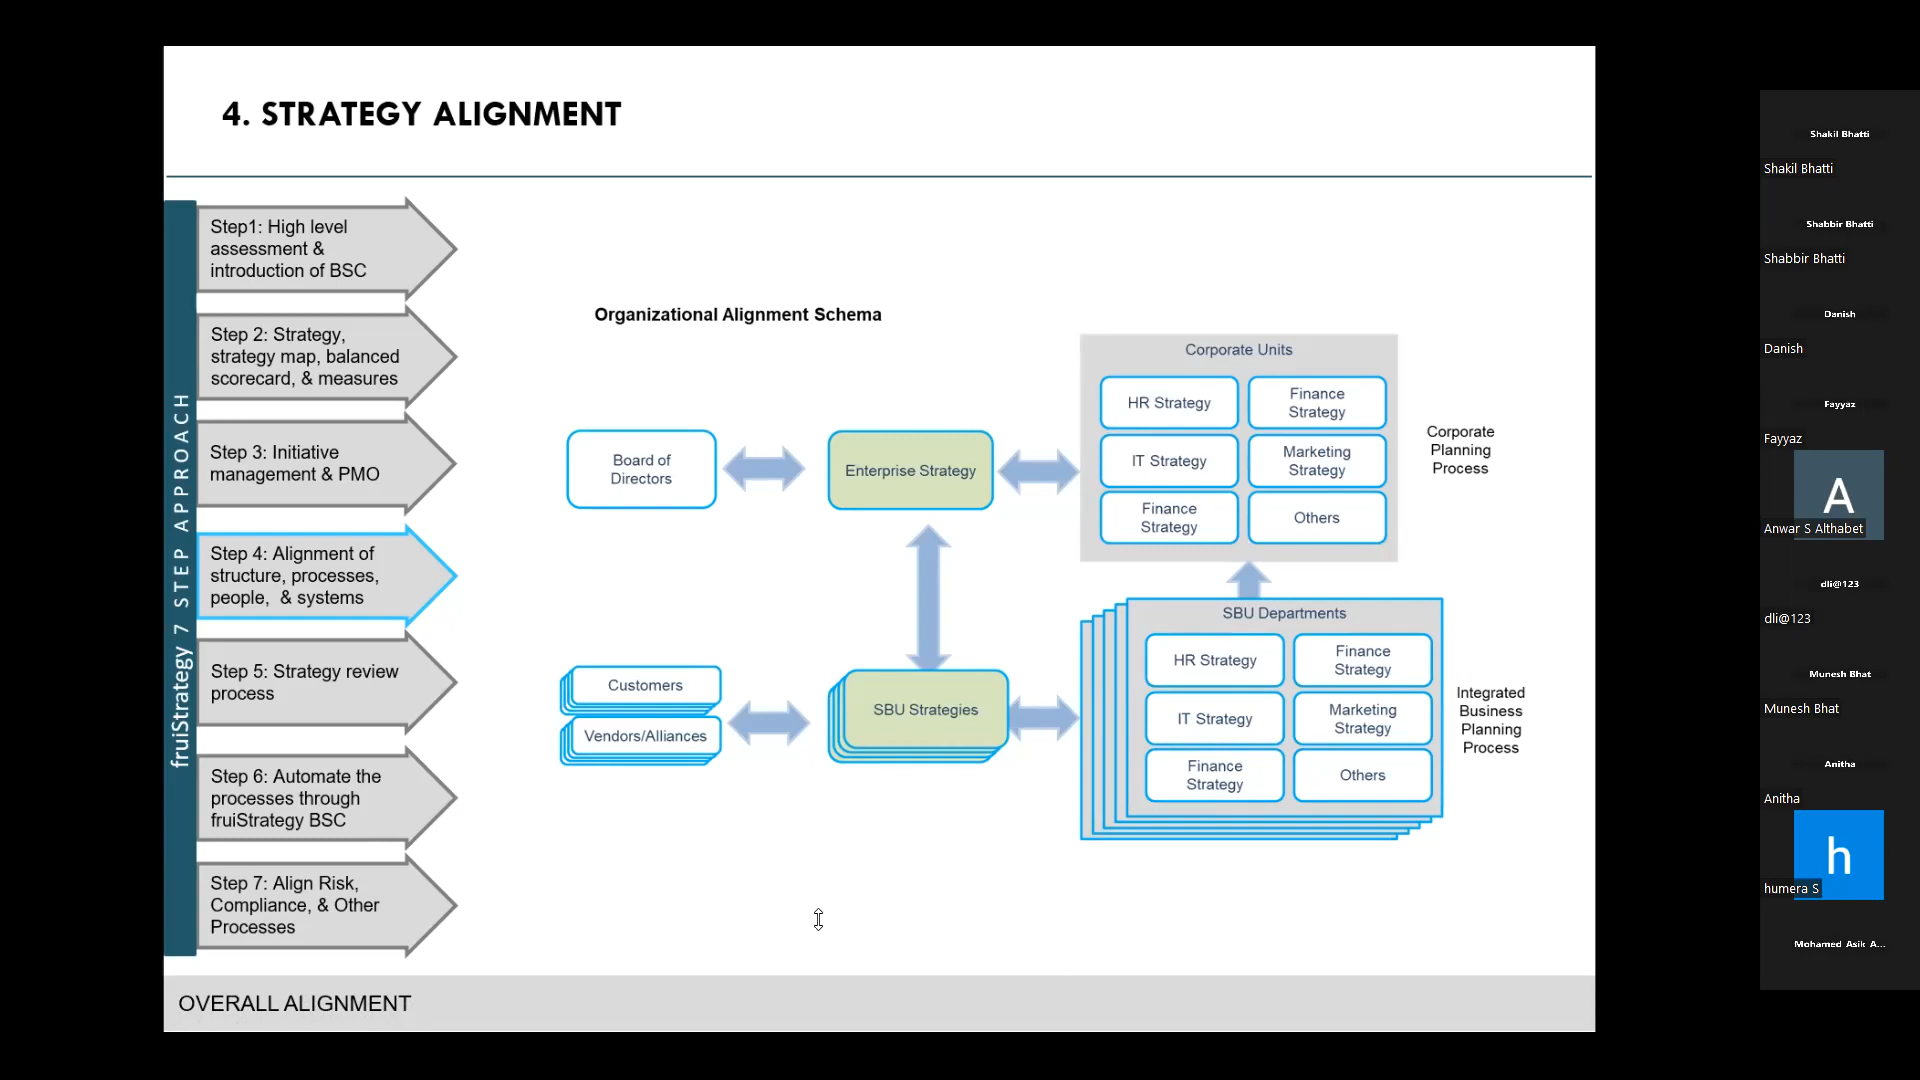 4. STRATEGY ALIGNMENT
fruiStrategy 7 STEP APPROACH
Step1: High level
assessment &
introduction of BSC
Step 2: Strategy,
strategy map, balanced
scorecard, & measures
Step 3: Initiative
management & PMO
Step 4: Alignment of
structure, processes,
people,  & systems
Step 5: Strategy review
process
Step 6: Automate the
processes through
fruiStrategy BSC
Step 7: Align Risk,
Compliance, & Other
Processes
Organizational Alignment Schema
Board of
Directors
Enterprise Strategy
Corporate Units
HR Strategy
Finance
Strategy
IT Strategy
Marketing
Strategy
Finance
Strategy
Others
Corporate
Planning
Process
Customers
Vendors/Alliances
SBU Strategies
SBU Departments
HR Strategy
Finance
Strategy
IT Strategy
Marketing
Strategy
Finance
Strategy
Others
Integrated
Business
Planning
Process
OVERALL ALIGNMENT
Shakil Bhatti
Shakil Bhatti
Shabbir Bhatti
Shabbir Bhatti
Danish
Danish
Fayyaz
Fayyaz
A
Anwar S Althabet
dli@123
dli@123
Munesh Bhat
Munesh Bhat
Anitha
Anitha
h
humera S
Mohamed Asik A...